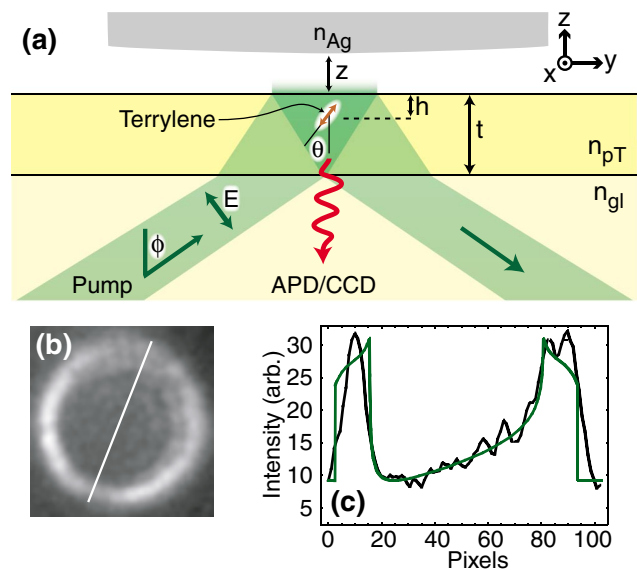 (a)
n_Ag
z
z
y
x
Terrylene
h
t
θ
n_pT
n_gl
E
ϕ
Pump
APD/CCD
(b)
(c)
Intensity (arb.)
30
25
20
15
10
5
0 20 40 60 80 100
Pixels